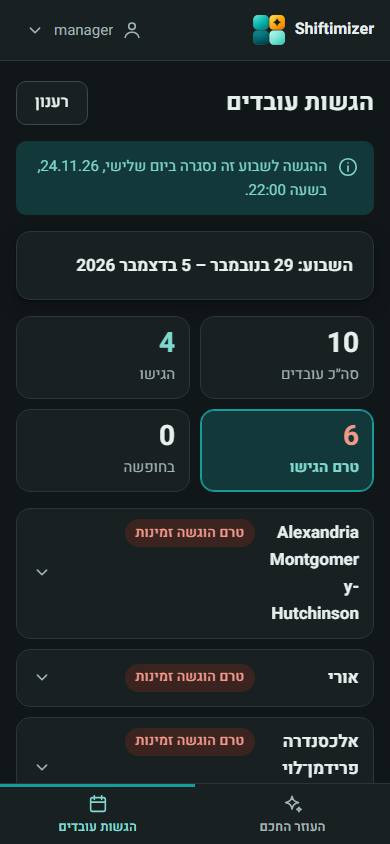 Shiftimizer
manager
הגשות עובדים
רענון
ההגשה לשבוע זה נסגרה ביום שלישי, 24.11.26,
בשעה 22:00.
השבוע: 29 בנובמבר – 5 בדצמבר 2026
10
סה״כ עובדים
4
הגישו
6
טרם הגישו
0
בחופשה
Alexandria
Montgomer
y-
Hutchinson
טרם הוגשה זמינות
אורי
טרם הוגשה זמינות
אלכסנדרה
פרידמן־לוי
טרם הוגשה זמינות
העוזר החכם
הגשות עובדים